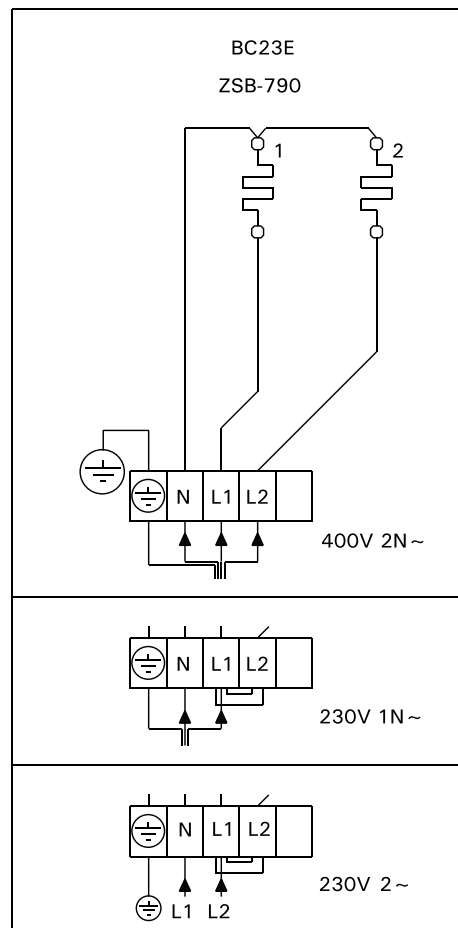 BC23E
ZSB-790
1 2
N L1 L2
400V 2N~
N L1 L2
230V 1N~
N L1 L2
230V 2~
L1 L2